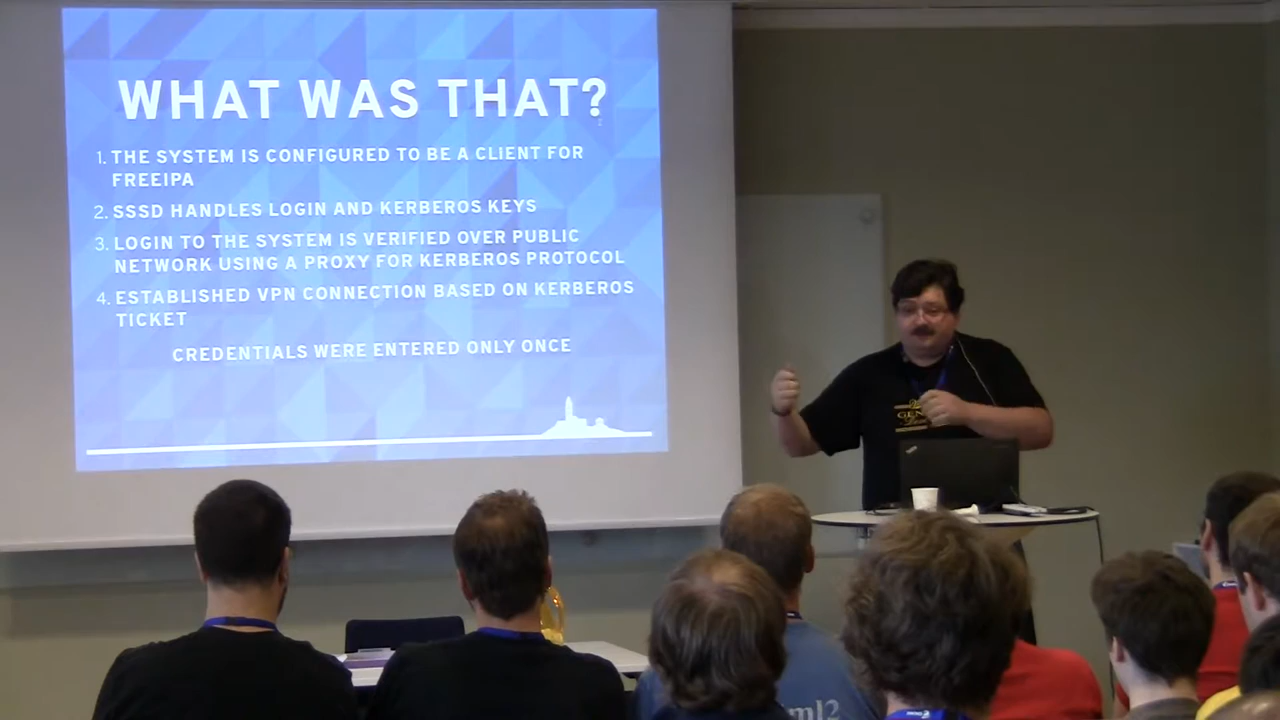 WHAT WAS THAT?
1. THE SYSTEM IS CONFIGURED TO BE A CLIENT FOR
FREEIPA
2. SSSD HANDLES LOGIN AND KERBEROS KEYS
3. LOGIN TO THE SYSTEM IS VERIFIED OVER PUBLIC
NETWORK USING A PROXY FOR KERBEROS PROTOCOL
4. ESTABLISHED VPN CONNECTION BASED ON KERBEROS
TICKET
CREDENTIALS WERE ENTERED ONLY ONCE
ml2